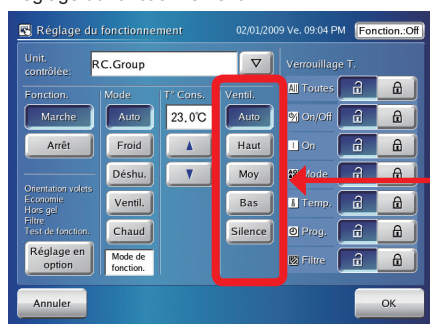 Réglage du fonctionnement 02/01/2009 Ve. 09:04 PM Fonction.:Off
Unit. contrôlée: RC.Group
Verrouillage T.
Fonction. Mode T° Cons. Ventil.
All Toutes
Marche Auto 23,0℃ Auto
On/Off
Arrêt Froid Haut
On
Déshu. Moy
Mode
Orientation volets
Economie
Hors gel
Filtre
Test de fonction.
Ventil. Bas
Temp.
Chaud Silence
Prog.
Réglage en option
Mode de fonction.
Filtre
Annuler OK